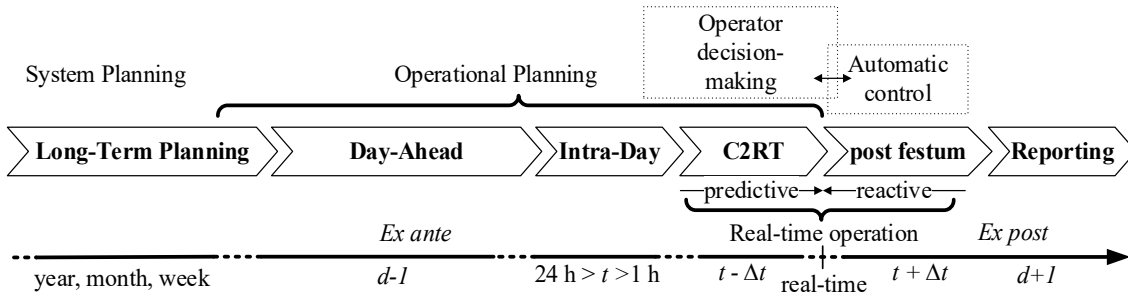 Operator
decision-
making
System Planning
Operational Planning
Automatic
control
Long-Term Planning
Day-Ahead
Intra-Day
C2RT
post festum
Reporting
predictive
reactive
Ex ante
Real-time operation
Ex post
year, month, week
d-1
24 h > t >1 h
t - Δt
real-time
t + Δt
d+1